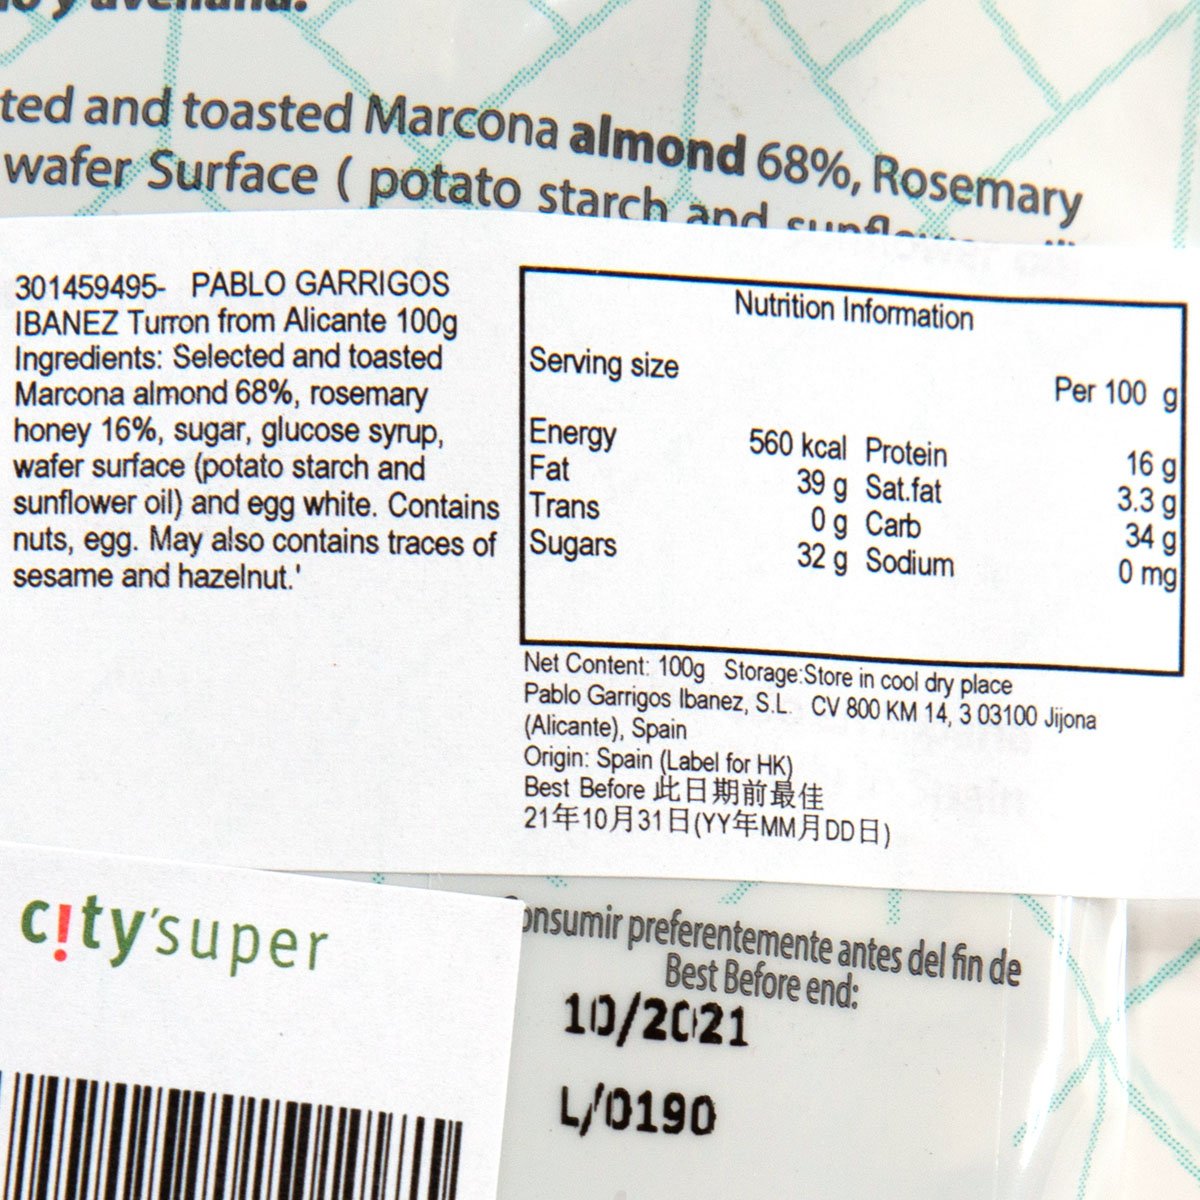 y avellana.
ted and toasted Marcona almond 68%, Rosemary
wafer Surface ( potato starch and
301459495- PABLO GARRIGOS
IBANEZ Turron from Alicante 100g
Ingredients: Selected and toasted
Marcona almond 68%, rosemary
honey 16%, sugar, glucose syrup,
wafer surface (potato starch and
sunflower oil) and egg white. Contains
nuts, egg. May also contains traces of
sesame and hazelnut.'
Nutrition Information
Serving size
Per 100 g
Energy 560 kcal Protein 16 g
Fat 39 g Sat.fat 3.3 g
Trans 0 g Carb 34 g
Sugars 32 g Sodium 0 mg
Net Content: 100g Storage:Store in cool dry place
Pablo Garrigos Ibanez, S.L. CV 800 KM 14, 3 03100 Jijona
(Alicante), Spain
Origin: Spain (Label for HK)
Best Before 此日期前最佳
21年10月31日(YY年MM月DD日)
c!ty'super
onsumir preferentemente antes del fin de
Best Before end:
10/2021
L/0190